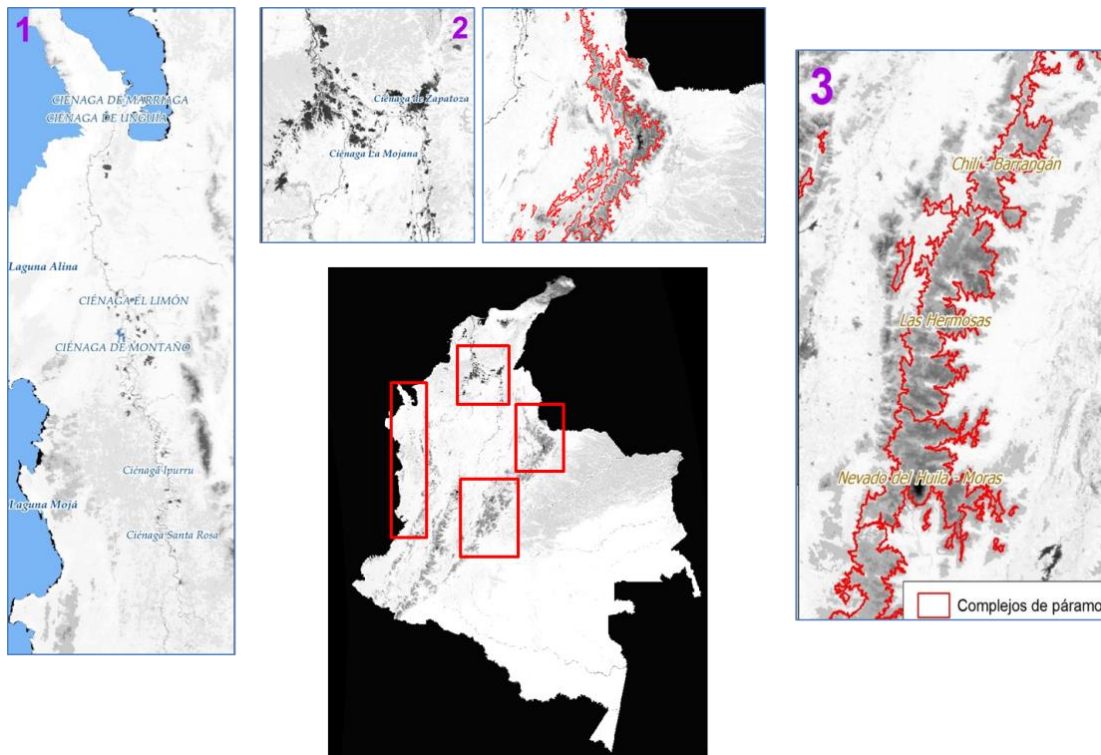 1
CIÉNAGA DE MARRIAGA
CIÉNAGA DE UNGUÍA
Laguna Alina
CIÉNAGA EL LIMÓN
CIÉNAGA DE MONTAÑO
Ciénaga Ipurru
Laguna Mojá
Ciénaga Santa Rosa
2
Ciénaga de Zapatoza
Ciénaga La Mojana
3
Chilí - Barragán
Las Hermosas
Nevado del Huila - Moras
Complejos de páramo